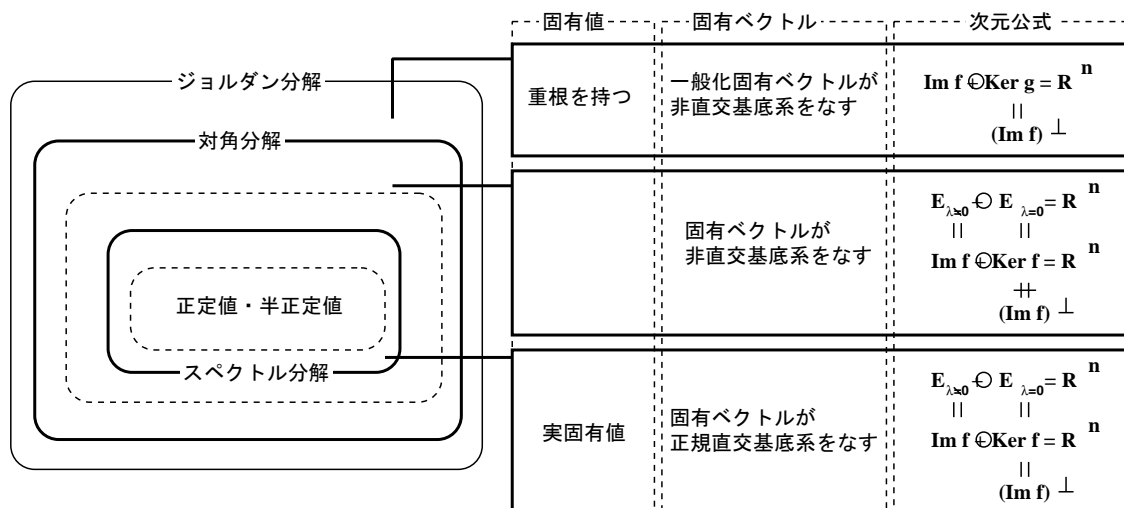 固有値
固有ベクトル
次元公式
ジョルダン分解
対角分解
正定値・半正定値
スペクトル分解
重根を持つ
一般化固有ベクトルが
非直交基底系をなす
Im f ⊕Ker g = R n
=
(Im f) ⊥
固有ベクトルが
非直交基底系をなす
E λ≠0 ⊕ E λ=0 = R n
= =
Im f ⊕Ker f = R n
≠
(Im f) ⊥
実固有値
固有ベクトルが
正規直交基底系をなす
E λ≠0 ⊕ E λ=0 = R n
= =
Im f ⊕Ker f = R n
=
(Im f) ⊥